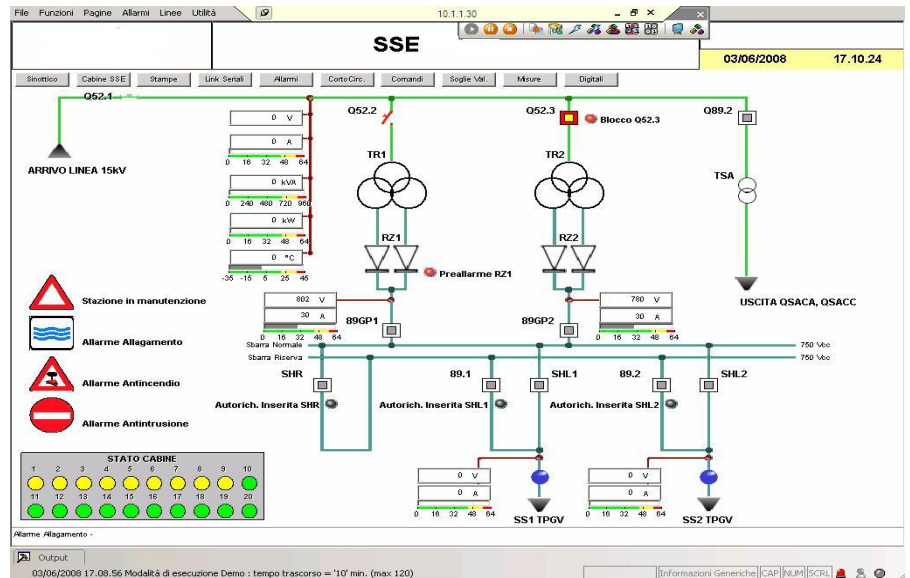 File Funzioni Pagine Allarmi Linee Utilità
10.1.1.30
SSE
03/06/2008 17.10.24
Sinottico Cabine SSE Stampe Link Seriali Allarmi CortoCirc. Comandi Soglie Val. Misure Digitali
Q52.1
Q52.2
Q52.3
Blocco Q52.3
Q89.2
0 V
0 A
0 16 32 48 64
0 kVA
0 240 480 720 960
0 kW
0 16 32 48 64
0 °C
-35 -15 5 25 45
ARRIVO LINEA 15kV
TR1
TR2
TSA
RZ1
RZ2
Preallarme RZ1
USCITA QSACA, QSACC
802 V
30 A
0 16 32 48 64
780 V
30 A
0 16 32 48 64
89GP1
89GP2
Stazione in manutenzione
Allarme Allagamento
Allarme Antincendio
Allarme Antintrusione
Sbarra Normale
750 Vcc
Sbarra Riserva
750 Vcc
SHR
89.1
SHL1
89.2
SHL2
Autorich. Inserita SHR
Autorich. Inserita SHL1
Autorich. Inserita SHL2
STATO CABINE
1 2 3 4 5 6 7 8 9 10
11 12 13 14 15 16 17 18 19 20
0 V
0 A
0 16 32 48 64
SS1 TPGV
0 V
0 A
0 16 32 48 64
SS2 TPGV
Allarme Allagamento -
Output
03/06/2008 17.08.56 Modalità di esecuzione Demo : tempo trascorso = '10' min. (max 120)
Informazioni Generiche CAP NUM SCRL